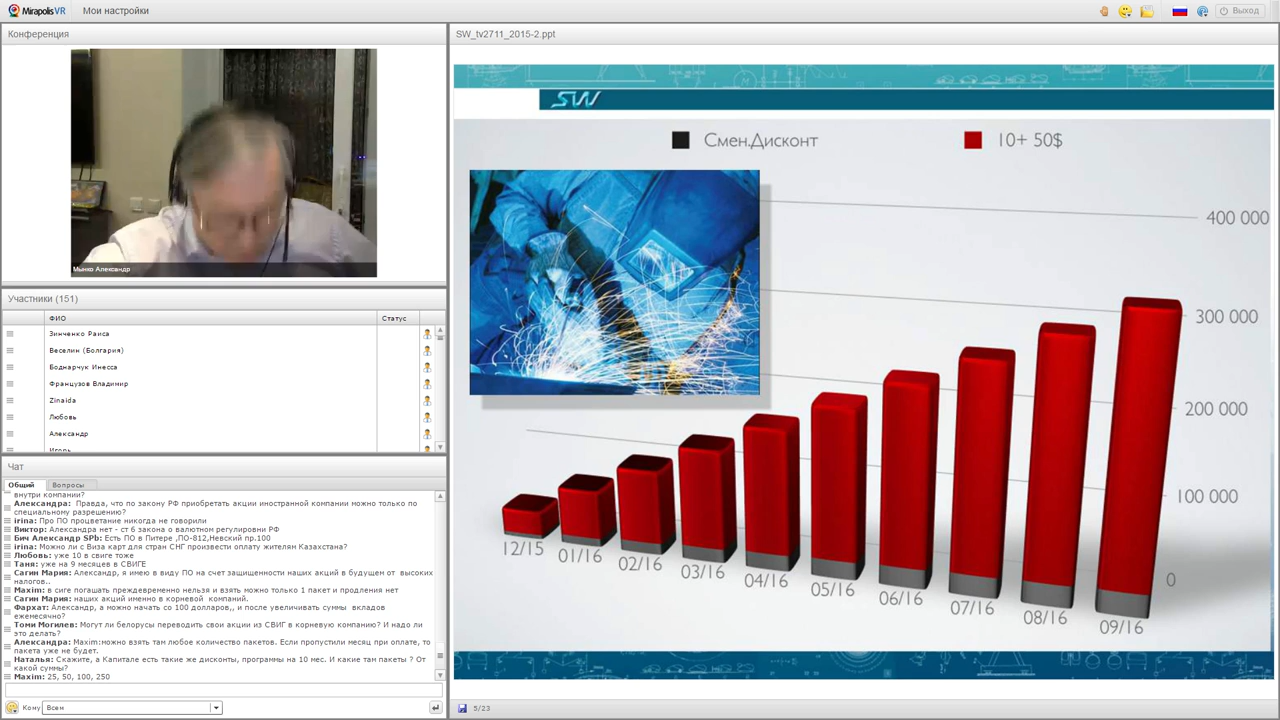 Mirapolis VR
Мои настройки
Выход
Конференция
Мынко Александр
Участники (151)
ФИО
Статус
Зинченко Раиса
Веселин (Болгария)
Боднарчук Инесса
Французов Владимир
Zinaida
Любовь
Александр
Игорь
Чат
Общий
Вопросы
внутри компании?
Александра: Правда, что по закону РФ приобретать акции иностранной компании можно только по
специальному разрешению?
irina: Про ПО процветание никогда не говорили
Виктор: Александра нет - ст 6 закона о валютном регулировни РФ
Бич Александр SPb: Есть ПО в Питере ,ПО-812,Невский пр.100
irina: Можно ли с Виза карт для стран СНГ произвести оплату жителям Казахстана?
Любовь: уже 10 в свиге тоже
Таня: уже на 9 месяцев в СВИГЕ
Сагин Мария: Александр, я имею в виду ПО на счет защищенности наших акций в будущем от высоких
налогов..
Maxim: в сиге погашать преждевременно нельзя и взять можно только 1 пакет и продления нет
Сагин Мария: наших акций именно в корневой компаний.
Фархат: Александр, а можно начать со 100 долларов,, и после увеличивать суммы вкладов
ежемесячно?
Томи Могилев: Могут ли белорусы переводить свои акции из СВИГ в корневую компанию? И надо ли
это делать?
Александра: Maxim:можно взять там любое количество пакетов. Если пропустили месяц при оплате, то
пакета уже не будет.
Наталья: Скажите, а Капитале есть такие же дисконты, програмы на 10 мес. И какие там пакеты ? От
какой суммы?
Maxim: 25, 50, 100, 250
Кому
Всем
SW_tv2711_2015-2.ppt
SW
Смен.Дисконт
10+ 50$
400 000
300 000
200 000
100 000
0
12/15
01/16
02/16
03/16
04/16
05/16
06/16
07/16
08/16
09/16
5/23